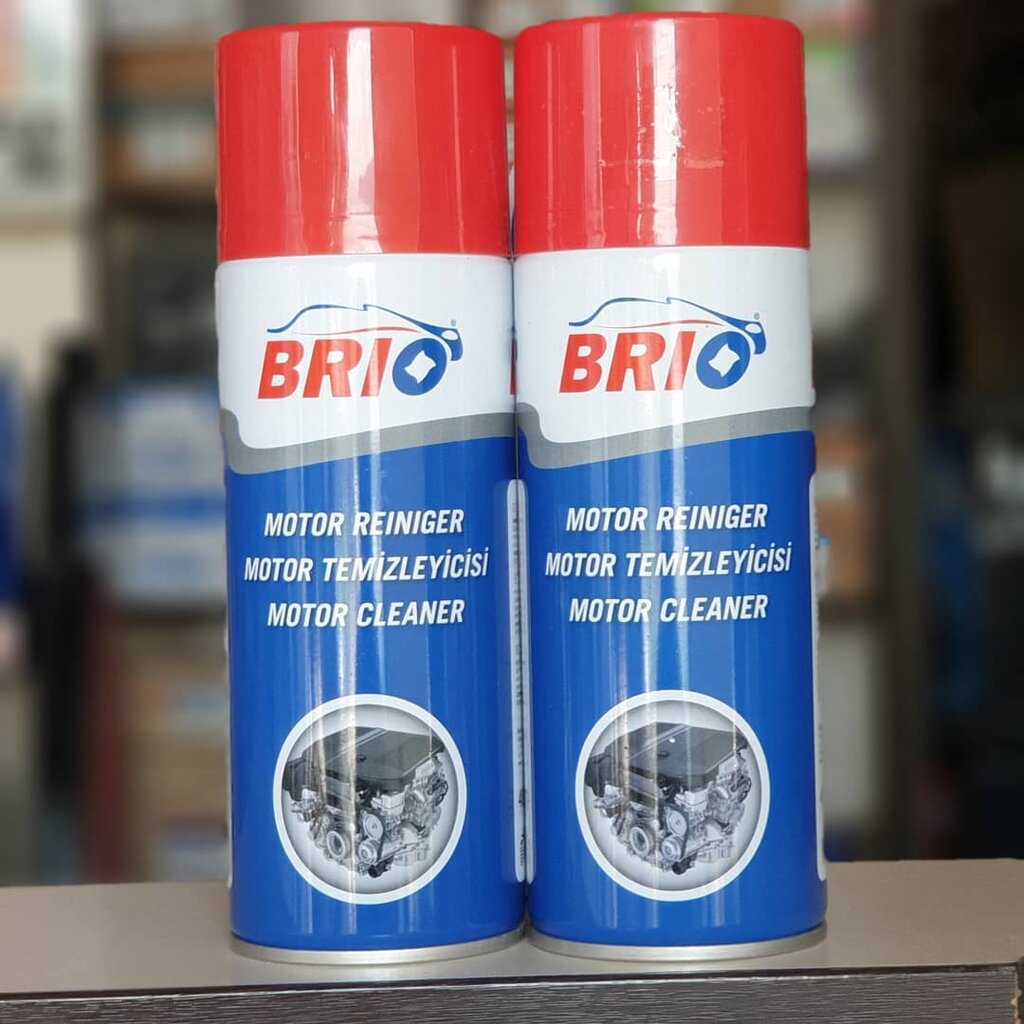 BRIO
MOTOR REINIGER
MOTOR TEMİZLEYİCİSİ
MOTOR CLEANER
BRIO
MOTOR REINIGER
MOTOR TEMİZLEYİCİSİ
MOTOR CLEANER